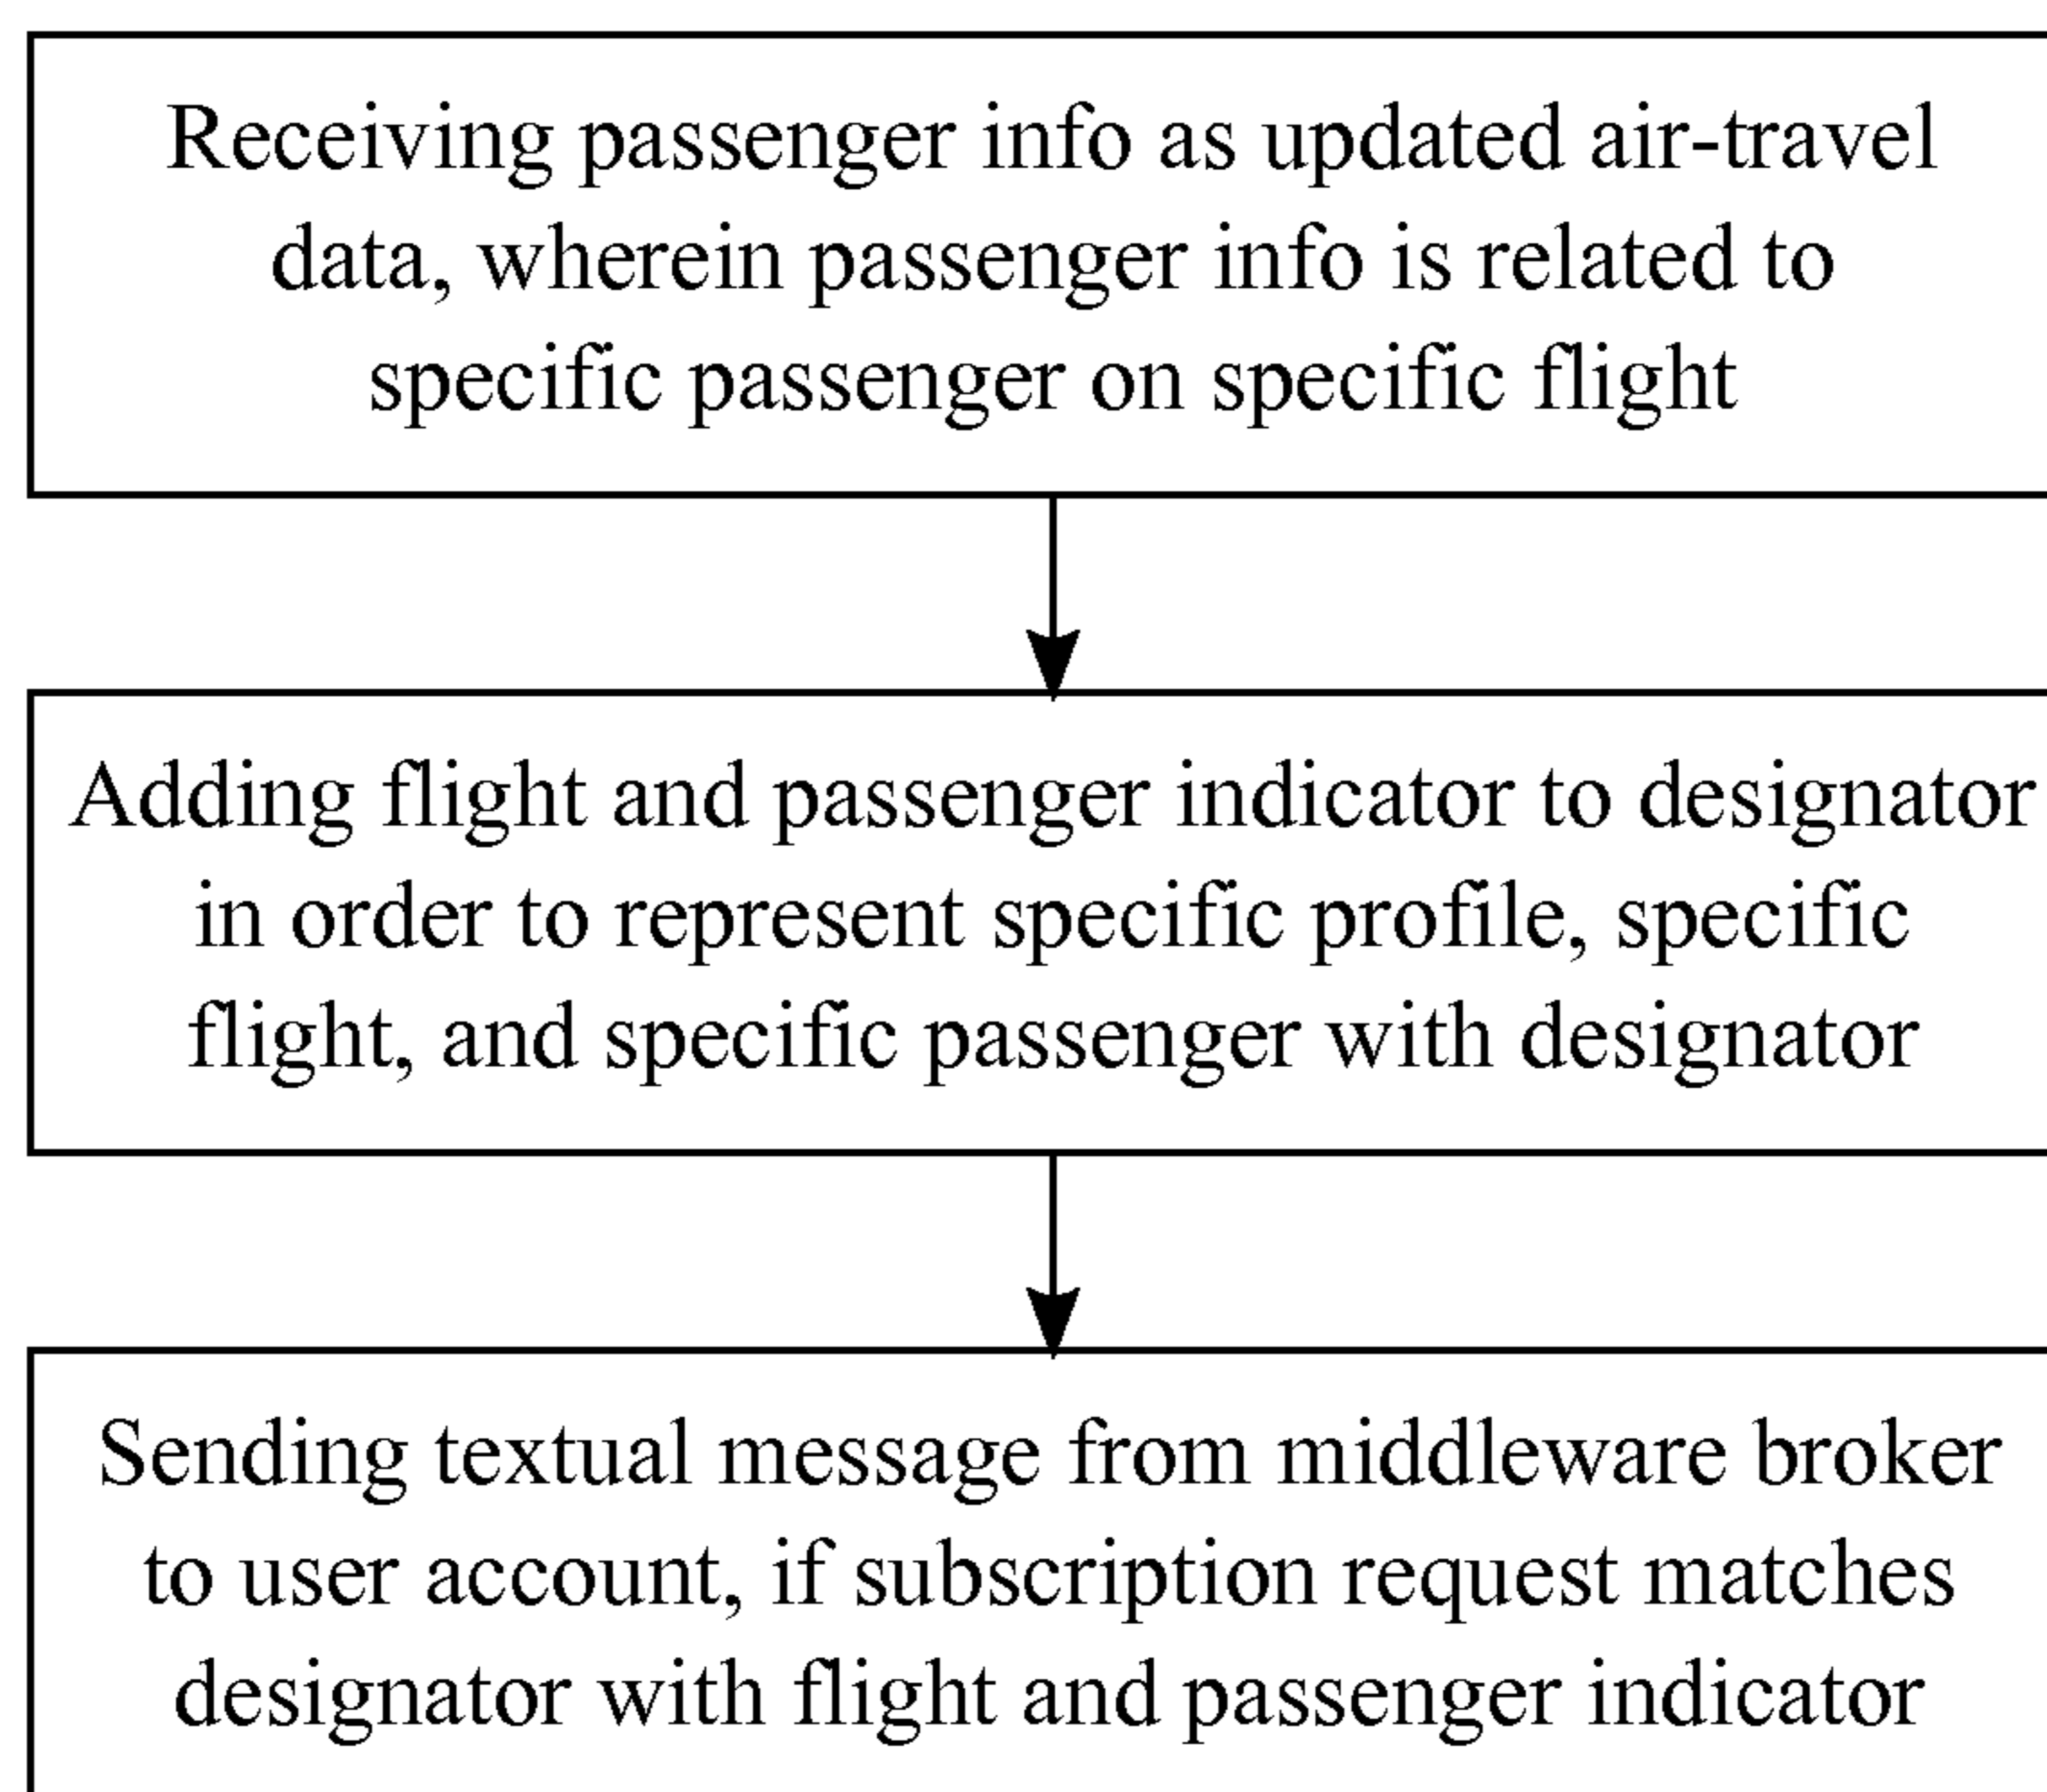 Receiving passenger info as updated air-travel
data, wherein passenger info is related to
specific passenger on specific flight
Adding flight and passenger indicator to designator
in order to represent specific profile, specific
flight, and specific passenger with designator
Sending textual message from middleware broker
to user account, if subscription request matches
designator with flight and passenger indicator